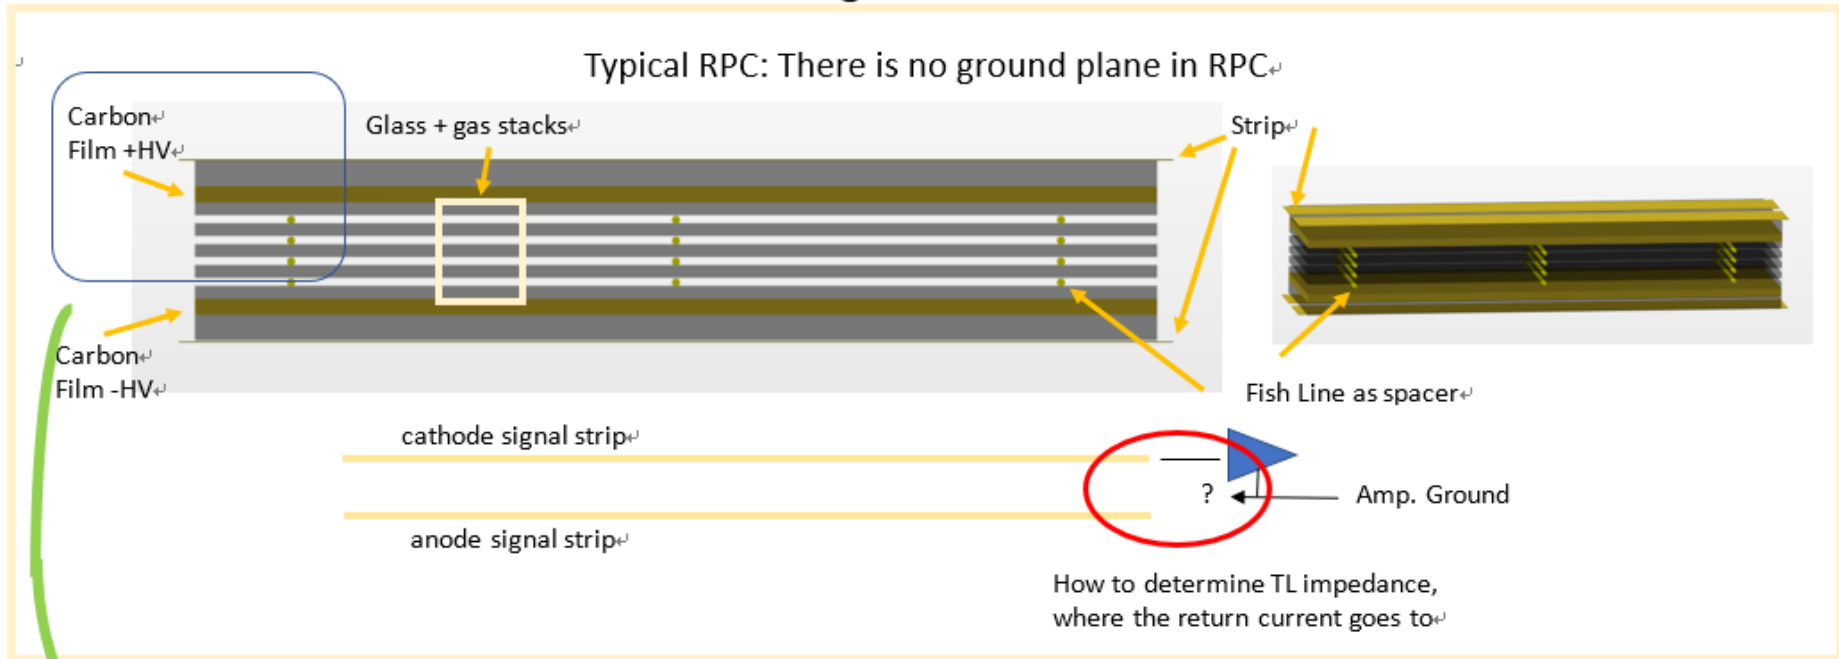 Typical RPC: There is no ground plane in RPC
Carbon
Film +HV
Glass + gas stacks
Strip
Carbon
Film -HV
Fish Line as spacer
cathode signal strip
?
Amp. Ground
anode signal strip
How to determine TL impedance,
where the return current goes to